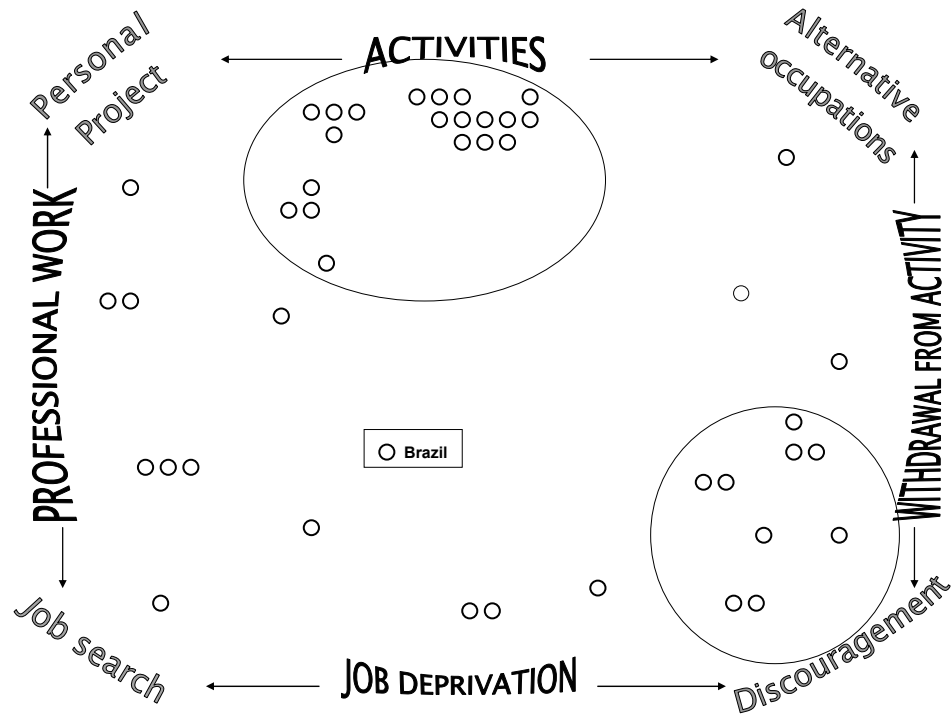 Personal
Project
ACTIVITIES
Alternative
occupations
PROFESSIONAL WORK
WITHDRAWAL FROM ACTIVITY
Brazil
Job search
JOB DEPRIVATION
Discouragement